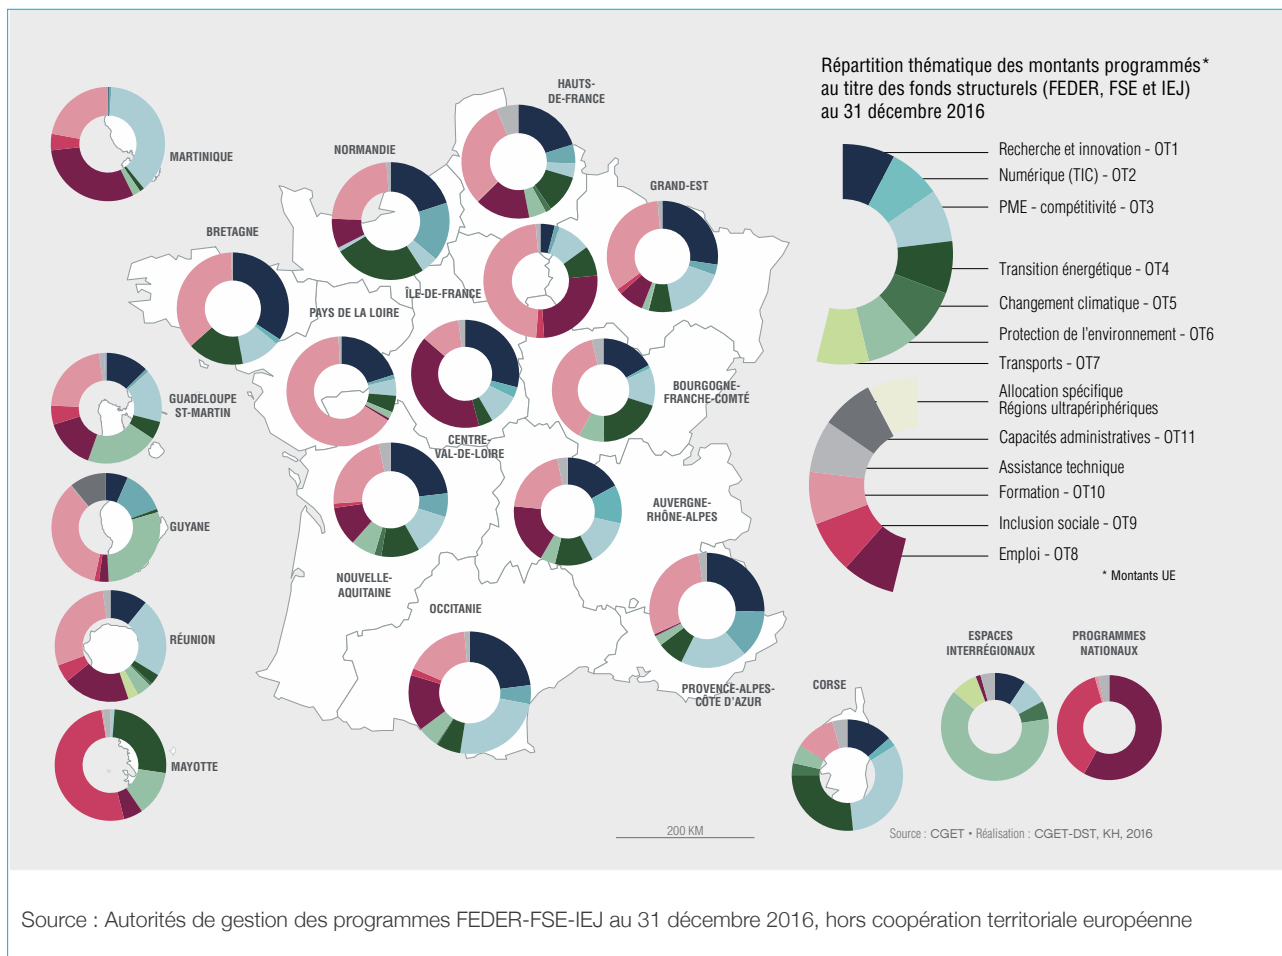 Répartition thématique des montants programmés*
au titre des fonds structurels (FEDER, FSE et IEJ)
au 31 décembre 2016
Recherche et innovation - OT1
Numérique (TIC) - OT2
PME - compétitivité - OT3
Transition énergétique - OT4
Changement climatique - OT5
Protection de l'environnement - OT6
Transports - OT7
Allocation spécifique
Régions ultrapériphériques
Capacités administratives - OT11
Assistance technique
Formation - OT10
Inclusion sociale - OT9
Emploi - OT8
* Montants UE
HAUTS-
DE-FRANCE
MARTINIQUE
NORMANDIE
GRAND-EST
BRETAGNE
ÎLE-DE-FRANCE
PAYS DE LA LOIRE
GUADELOUPE
ST-MARTIN
BOURGOGNE-
FRANCHE-COMTÉ
CENTRE-
VAL-DE-LOIRE
GUYANE
AUVERGNE-
RHÔNE-ALPES
NOUVELLE-
AQUITAINE
OCCITANIE
RÉUNION
PROVENCE-ALPES-
CÔTE D'AZUR
CORSE
ESPACES
INTERRÉGIONAUX
PROGRAMMES
NATIONAUX
MAYOTTE
200 KM
Source : CGET • Réalisation : CGET-DST, KH, 2016
Source : Autorités de gestion des programmes FEDER-FSE-IEJ au 31 décembre 2016, hors coopération territoriale européenne